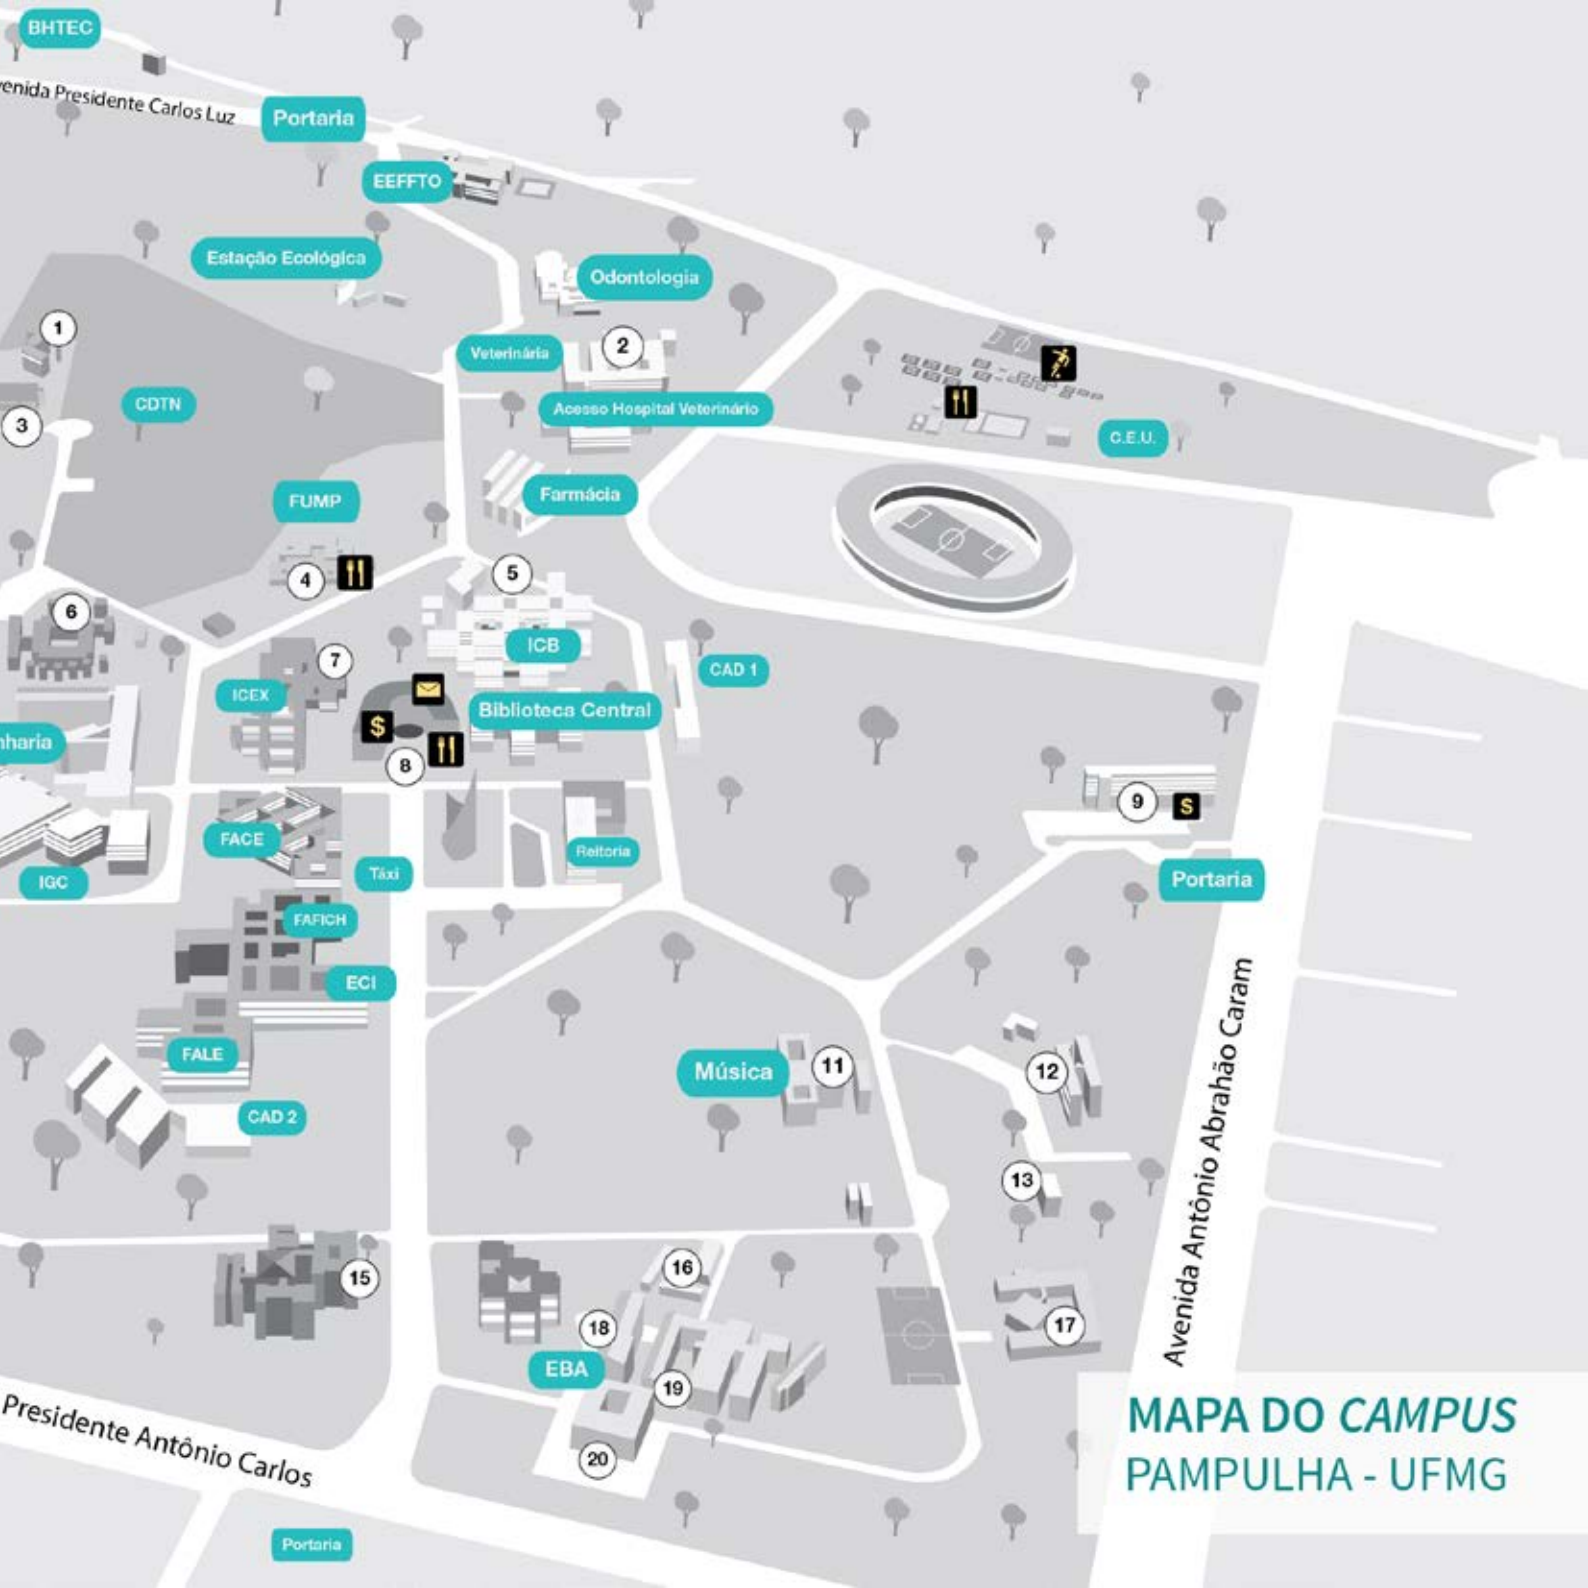 BHTEC
Presidente Carlos Luz
Portaria
EEFFTO
Estação Ecológica
Odontologia
1
2
Veterinária
CDTN
Acesso Hospital Veterinário
3
C.E.U.
FUMP
Farmácia
4
5
6
ICB
7
CAD 1
ICEX
Biblioteca Central
$
8
9
$
FACE
Reitoria
IGC
Táxi
Portaria
FAFICH
ECI
FALE
Música
11
12
CAD 2
13
15
16
17
18
EBA
19
20
Avenida Antônio Abrahão Caram
Presidente Antônio Carlos
Portaria
MAPA DO CAMPUS
PAMPULHA - UFMG